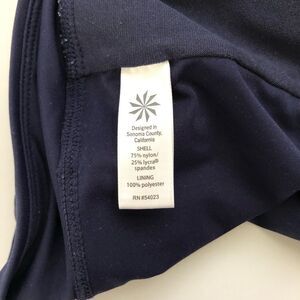 Designed in
Sonoma County,
California
SHELL
75% nylon/
25% lycra®
spandex
LINING
100% polyester
RN #54023